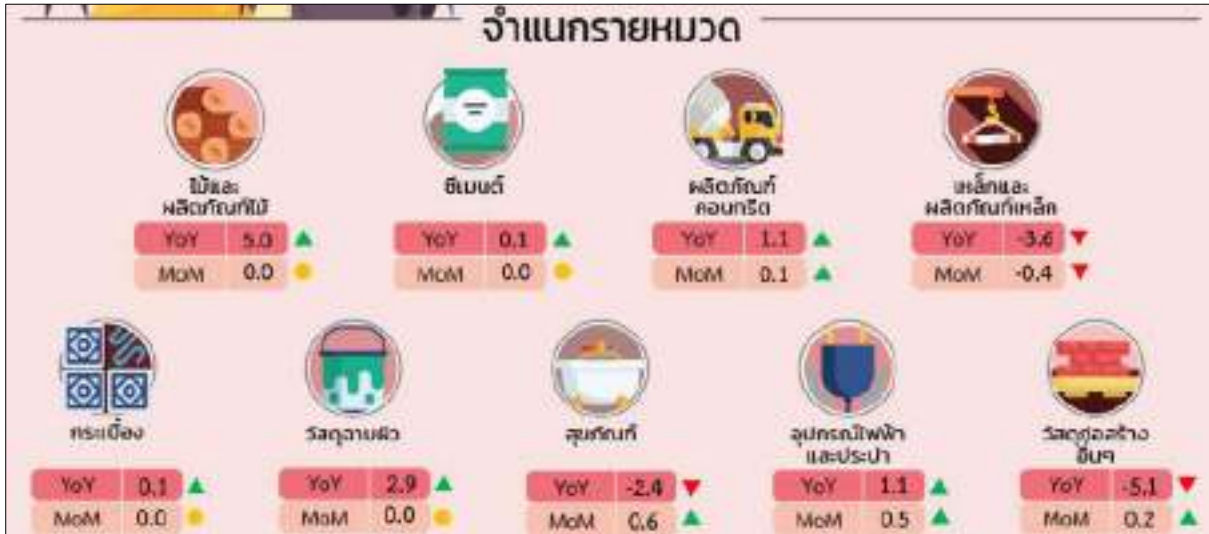 จำแนกรายหมวด
ไม้และ
ผลิตภัณฑ์ไม้
YoY 5.0
MoM 0.0
ซีเมนต์
YoY 0.1
MoM 0.0
ผลิตภัณฑ์
คอนกรีต
YoY 1.1
MoM 0.1
เหล็กและ
ผลิตภัณฑ์เหล็ก
YoY -3.6
MoM -0.4
กระเบื้อง
YoY 0.1
MoM 0.0
วัสดุฉาบผิว
YoY 2.9
MoM 0.0
สุขภัณฑ์
YoY -2.4
MoM 0.6
อุปกรณ์ไฟฟ้า
และประปา
YoY 1.1
MoM 0.5
วัสดุก่อสร้าง
อื่นๆ
YoY -5.1
MoM 0.2